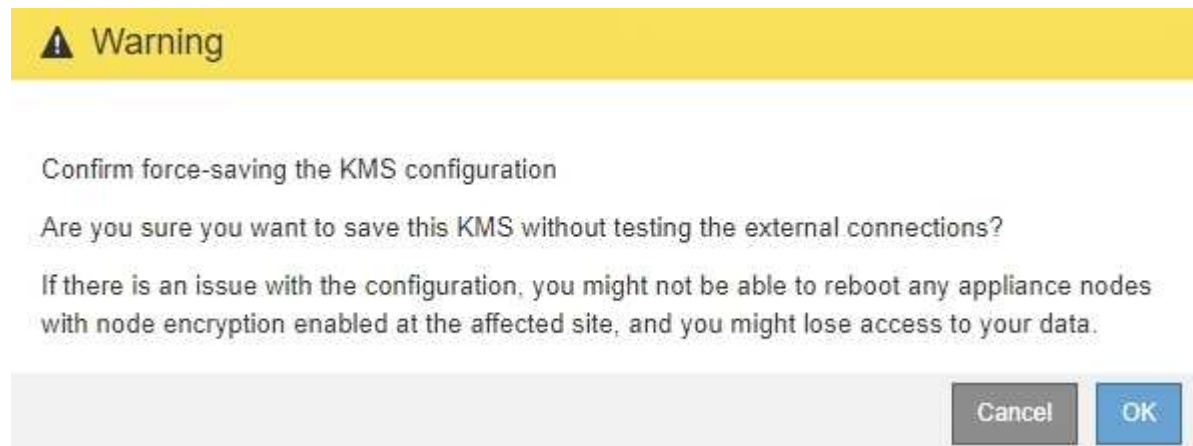 Warning
Confirm force-saving the KMS configuration
Are you sure you want to save this KMS without testing the external connections?
If there is an issue with the configuration, you might not be able to reboot any appliance nodes
with node encryption enabled at the affected site, and you might lose access to your data.
Cancel OK